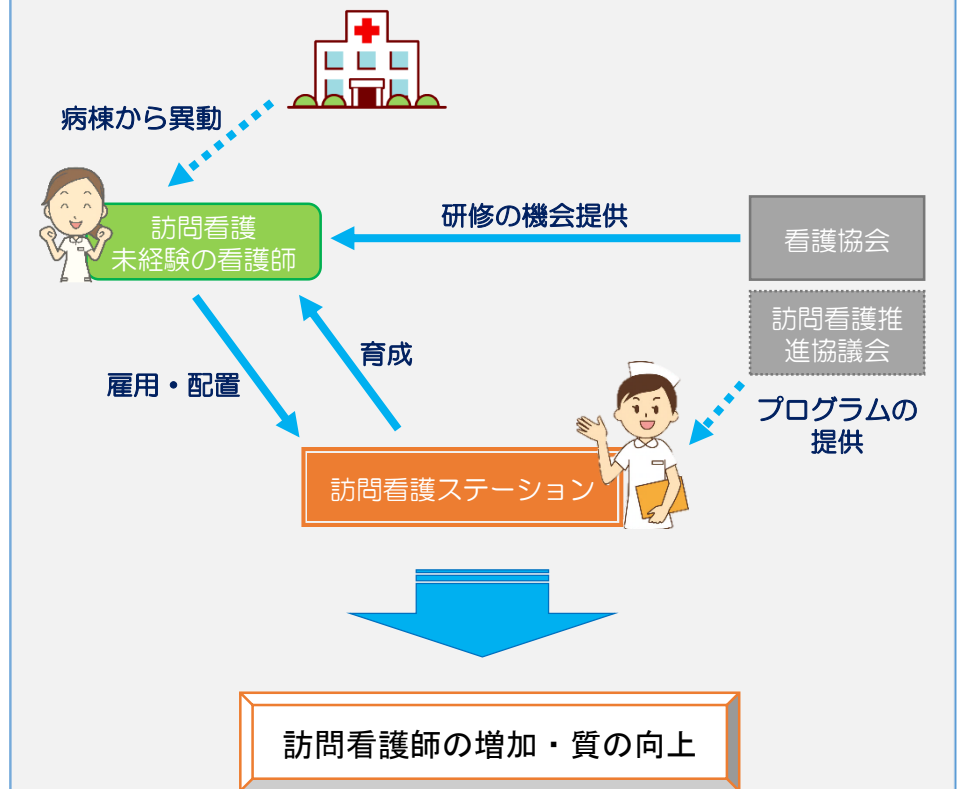 病棟から異動
訪問看護
未経験の看護師
研修の機会提供
看護協会
訪問看護推
進協議会
育成
雇用・配置
プログラムの
提供
訪問看護ステーション
訪問看護師の増加・質の向上